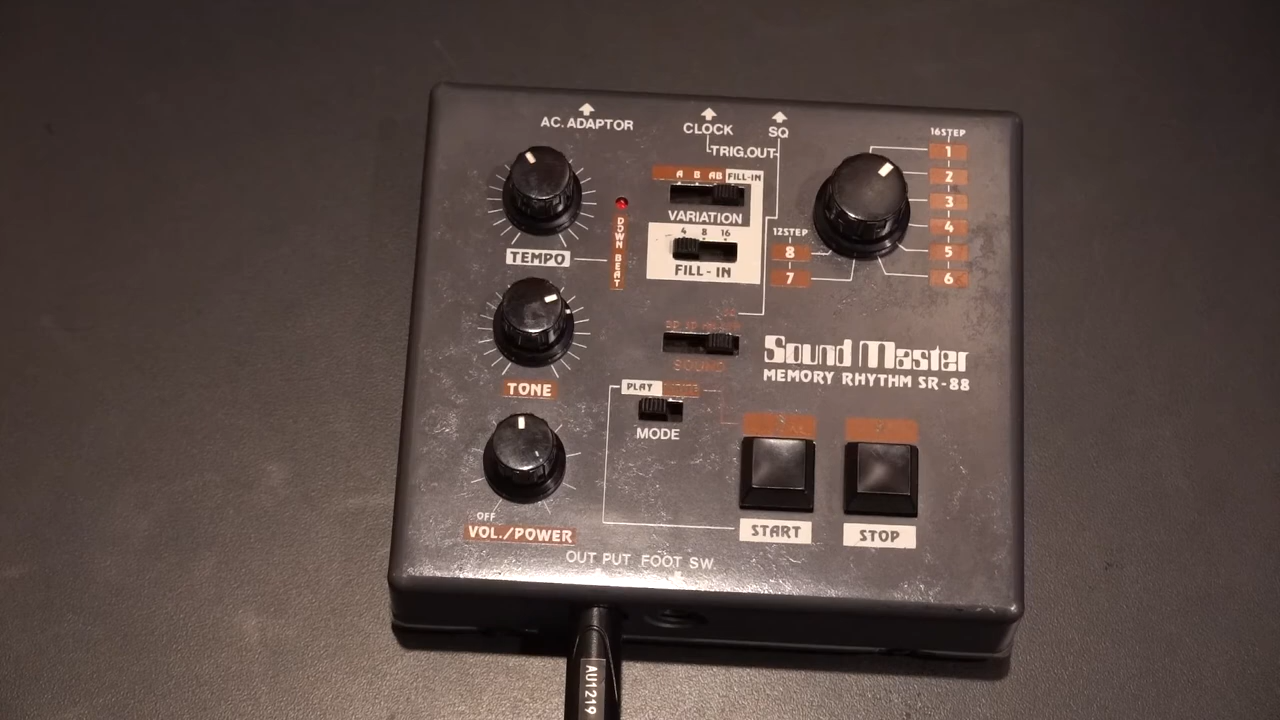 AC. ADAPTOR
CLOCK
SQ
TRIG.OUT
16STEP
1
2
3
4
5
6
12STEP
8
7
A B AB FILL-IN
VARIATION
4 8 16
FILL-IN
DOWN BEAT
TEMPO
SOUND
TONE
Sound Master
MEMORY RHYTHM SR-88
PLAY
MODE
OFF
VOL./POWER
START
STOP
OUT PUT FOOT SW.
AU1219